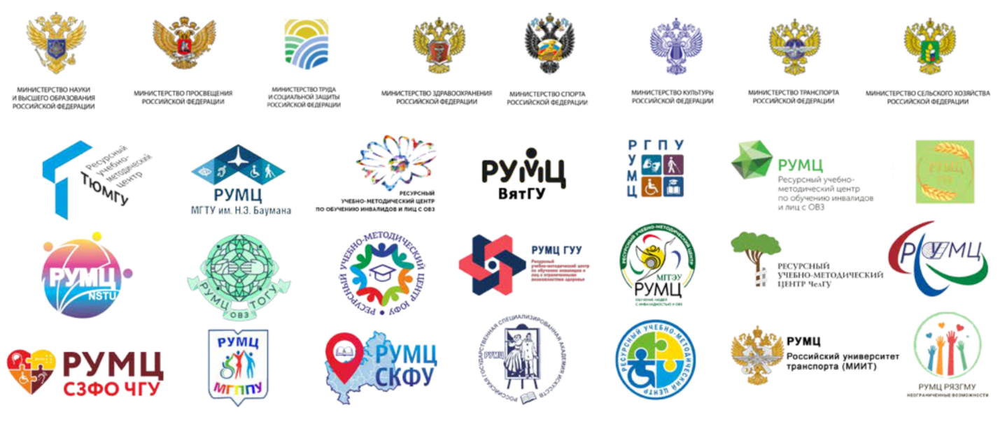 МИНИСТЕРСТВО НАУКИ
И ВЫСШЕГО ОБРАЗОВАНИЯ
РОССИЙСКОЙ ФЕДЕРАЦИИ
МИНИСТЕРСТВО ПРОСВЕЩЕНИЯ
РОССИЙСКОЙ ФЕДЕРАЦИИ
МИНИСТЕРСТВО ТРУДА
И СОЦИАЛЬНОЙ ЗАЩИТЫ
РОССИЙСКОЙ ФЕДЕРАЦИИ
МИНИСТЕРСТВО ЗДРАВООХРАНЕНИЯ
РОССИЙСКОЙ ФЕДЕРАЦИИ
МИНИСТЕРСТВО СПОРТА
РОССИЙСКОЙ ФЕДЕРАЦИИ
МИНИСТЕРСТВО КУЛЬТУРЫ
РОССИЙСКОЙ ФЕДЕРАЦИИ
МИНИСТЕРСТВО ТРАНСПОРТА
РОССИЙСКОЙ ФЕДЕРАЦИИ
МИНИСТЕРСТВО СЕЛЬСКОГО ХОЗЯЙСТВА
РОССИЙСКОЙ ФЕДЕРАЦИИ
Ресурсный
учебно-
методический
центр
ТЮМГУ
РУМЦ
МГТУ им. Н.Э. Баумана
РЕСУРСНЫЙ
УЧЕБНО-МЕТОДИЧЕСКИЙ ЦЕНТР
ПО ОБУЧЕНИЮ ИНВАЛИДОВ И ЛИЦ С ОВЗ
РУМЦ
ВятГУ
РГПУ
РУМЦ
РУМЦ
Ресурсный учебно-
методический центр
по обучению инвалидов
и лиц с ОВЗ
РУМЦ
РУМЦ
NSTU
РУМЦ ТОГУ
ОВЗ
РЕСУРСНЫЙ УЧЕБНО-МЕТОДИЧЕСКИЙ ЦЕНТР ЮФУ
РУМЦ ГУУ
Ресурсный
учебно-методический центр
по обучению инвалидов и
лиц с ограниченными
возможностями здоровья
РЕСУРСНЫЙ УЧЕБНО-МЕТОДИЧЕСКИЙ ЦЕНТР
МГГЭУ
РУМЦ
ОБУЧЕНИЕ ЛЮДЕЙ
С ИНВАЛИДНОСТЬЮ И ОВЗ
РЕСУРСНЫЙ
УЧЕБНО-МЕТОДИЧЕСКИЙ
ЦЕНТР ЧелГУ
РУМЦ
РУМЦ
СЗФО ЧГУ
РУМЦ
МГППУ
РУМЦ
СКФУ
РОССИЙСКАЯ ГОСУДАРСТВЕННАЯ СПЕЦИАЛИЗИРОВАННАЯ АКАДЕМИЯ ИСКУССТВ
РУМЦ
РЕСУРСНЫЙ УЧЕБНО-МЕТОДИЧЕСКИЙ ЦЕНТР
РУМЦ
Российский университет
транспорта (МИИТ)
РУМЦ РЯЗГМУ
НЕОГРАНИЧЕННЫЕ ВОЗМОЖНОСТИ